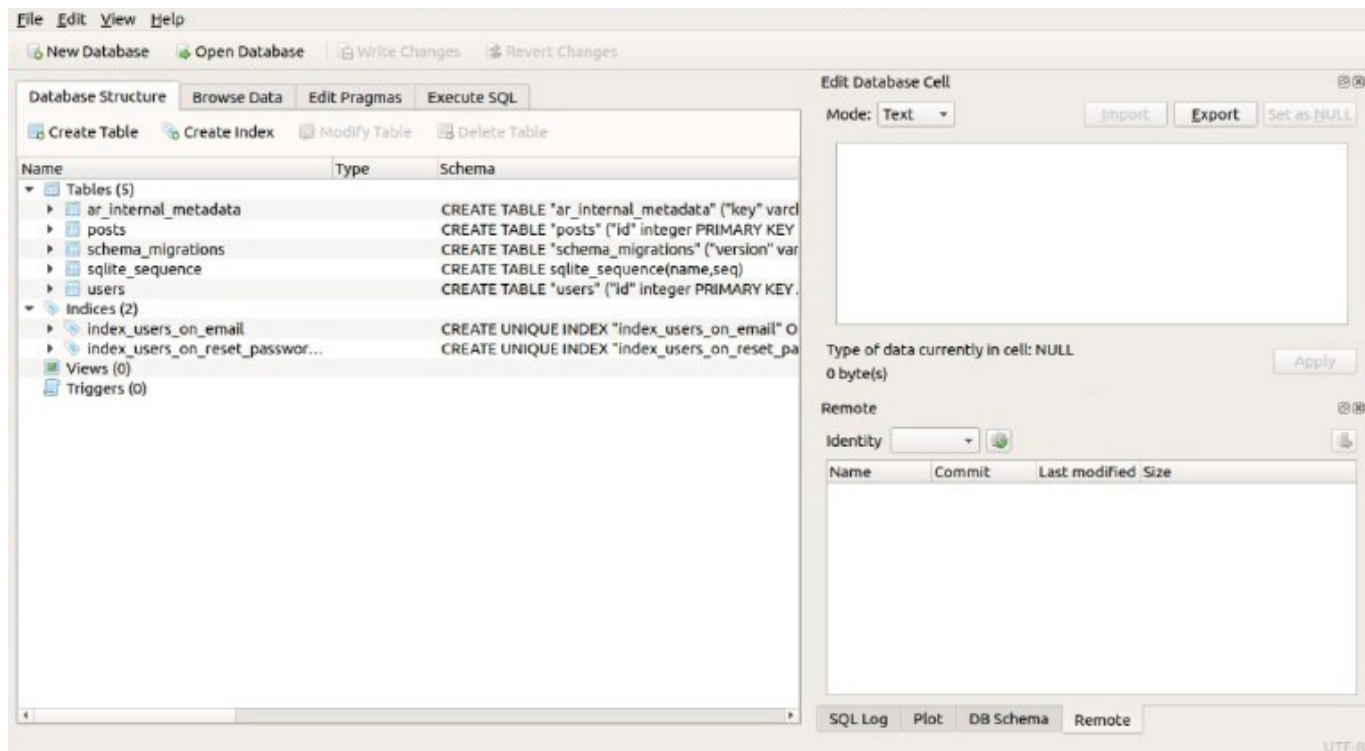 File Edit View Help
New Database Open Database Write Changes Revert Changes
Database Structure Browse Data Edit Pragmas Execute SQL
Create Table Create Index Modify Table Delete Table
Name Type Schema
Tables (5)
ar_internal_metadata CREATE TABLE "ar_internal_metadata" ("key" varcl
posts CREATE TABLE "posts" ("id" integer PRIMARY KEY
schema_migrations CREATE TABLE "schema_migrations" ("version" var
sqlite_sequence CREATE TABLE sqlite_sequence(name,seq)
users CREATE TABLE "users" ("id" integer PRIMARY KEY.
Indices (2)
index_users_on_email CREATE UNIQUE INDEX "index_users_on_email" O
index_users_on_reset_passwor... CREATE UNIQUE INDEX "index_users_on_reset_pa
Views (0)
Triggers (0)
Edit Database Cell
Mode: Text Import Export Set as NULL
Type of data currently in cell: NULL
0 byte(s)
Apply
Remote
Identity
Name Commit Last modified Size
SQL Log Plot DB Schema Remote
UTF-8